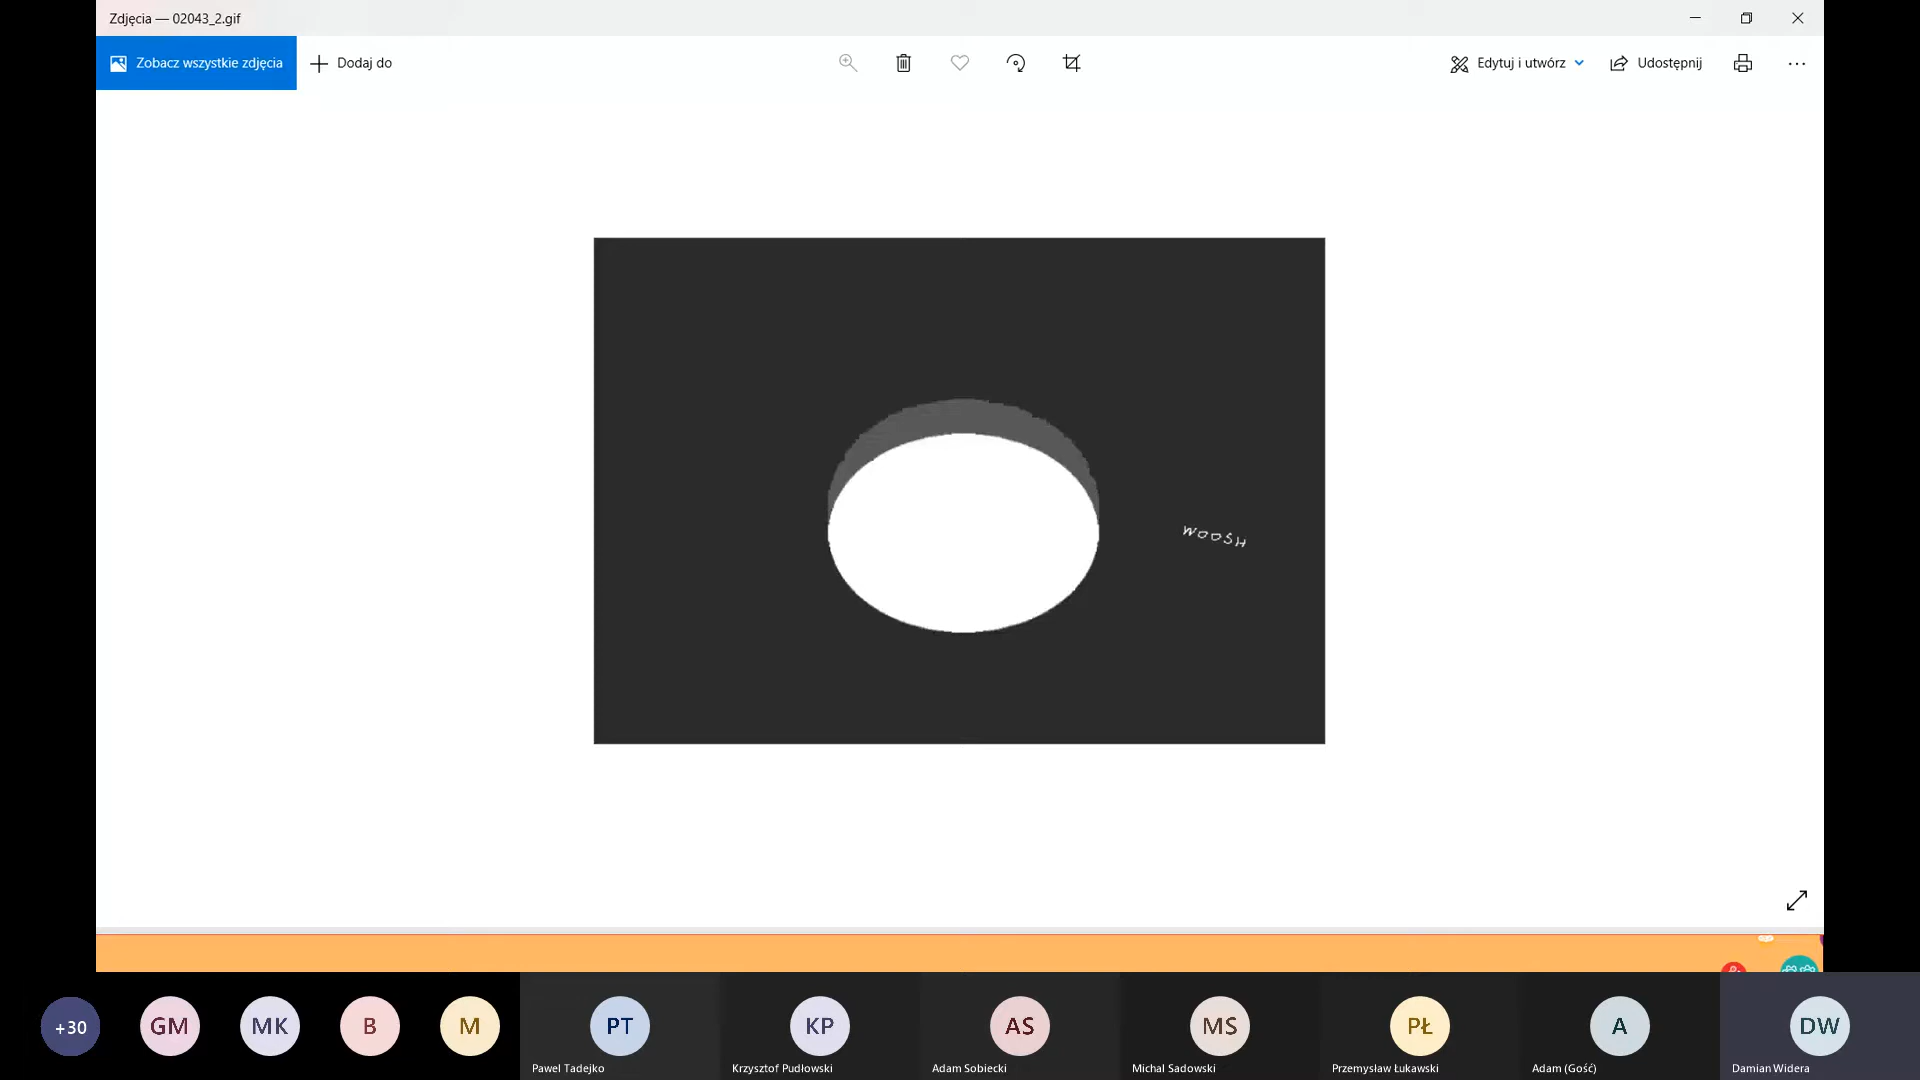 Zdjęcia — 02043_2.gif
Zobacz wszystkie zdjęcia
Dodaj do
Edytuj i utwórz
Udostępnij
WOOSH
+30
GM
MK
B
M
PT
KP
AS
MS
PŁ
A
DW
Pawel Tadejko
Krzysztof Pudłowski
Adam Sobiecki
Michal Sadowski
Przemysław Łukawski
Adam (Gość)
Damian Widera